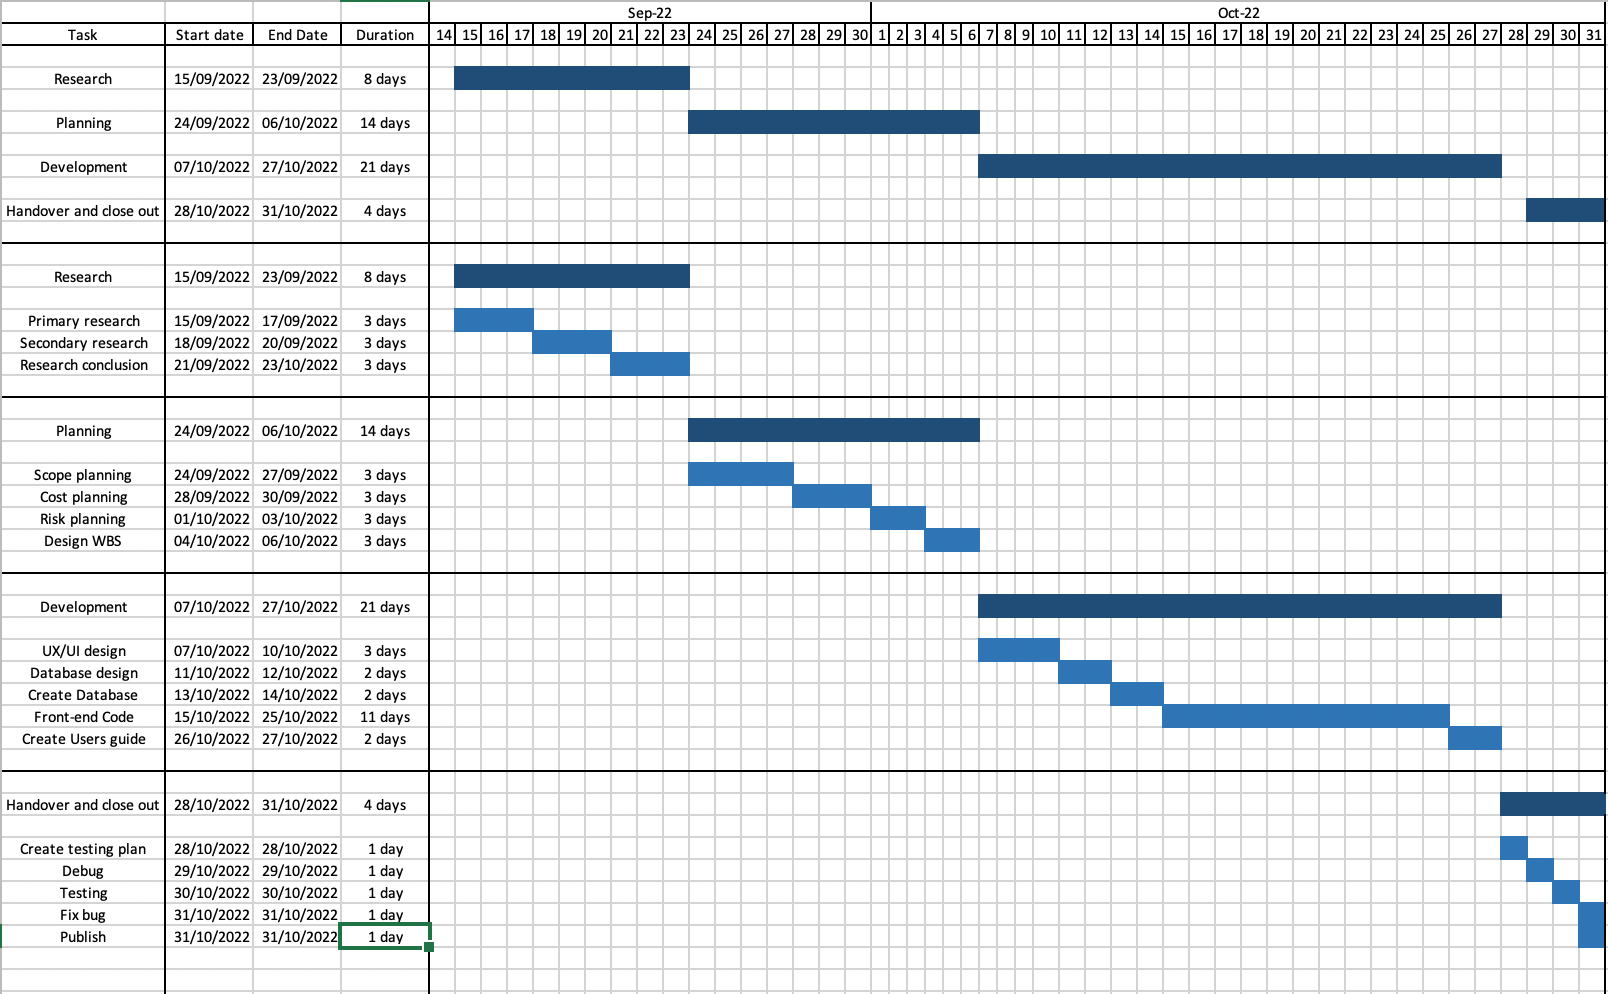 Sep-22 Oct-22
Task Start date End Date Duration 14 15 16 17 18 19 20 21 22 23 24 25 26 27 28 29 30 1 2 3 4 5 6 7 8 9 10 11 12 13 14 15 16 17 18 19 20 21 22 23 24 25 26 27 28 29 30 31
Research 15/09/2022 23/09/2022 8 days
Planning 24/09/2022 06/10/2022 14 days
Development 07/10/2022 27/10/2022 21 days
Handover and close out 28/10/2022 31/10/2022 4 days
Research 15/09/2022 23/09/2022 8 days
Primary research 15/09/2022 17/09/2022 3 days
Secondary research 18/09/2022 20/09/2022 3 days
Research conclusion 21/09/2022 23/10/2022 3 days
Planning 24/09/2022 06/10/2022 14 days
Scope planning 24/09/2022 27/09/2022 3 days
Cost planning 28/09/2022 30/09/2022 3 days
Risk planning 01/10/2022 03/10/2022 3 days
Design WBS 04/10/2022 06/10/2022 3 days
Development 07/10/2022 27/10/2022 21 days
UX/UI design 07/10/2022 10/10/2022 3 days
Database design 11/10/2022 12/10/2022 2 days
Create Database 13/10/2022 14/10/2022 2 days
Front-end Code 15/10/2022 25/10/2022 11 days
Create Users guide 26/10/2022 27/10/2022 2 days
Handover and close out 28/10/2022 31/10/2022 4 days
Create testing plan 28/10/2022 28/10/2022 1 day
Debug 29/10/2022 29/10/2022 1 day
Testing 30/10/2022 30/10/2022 1 day
Fix bug 31/10/2022 31/10/2022 1 day
Publish 31/10/2022 31/10/2022 1 day